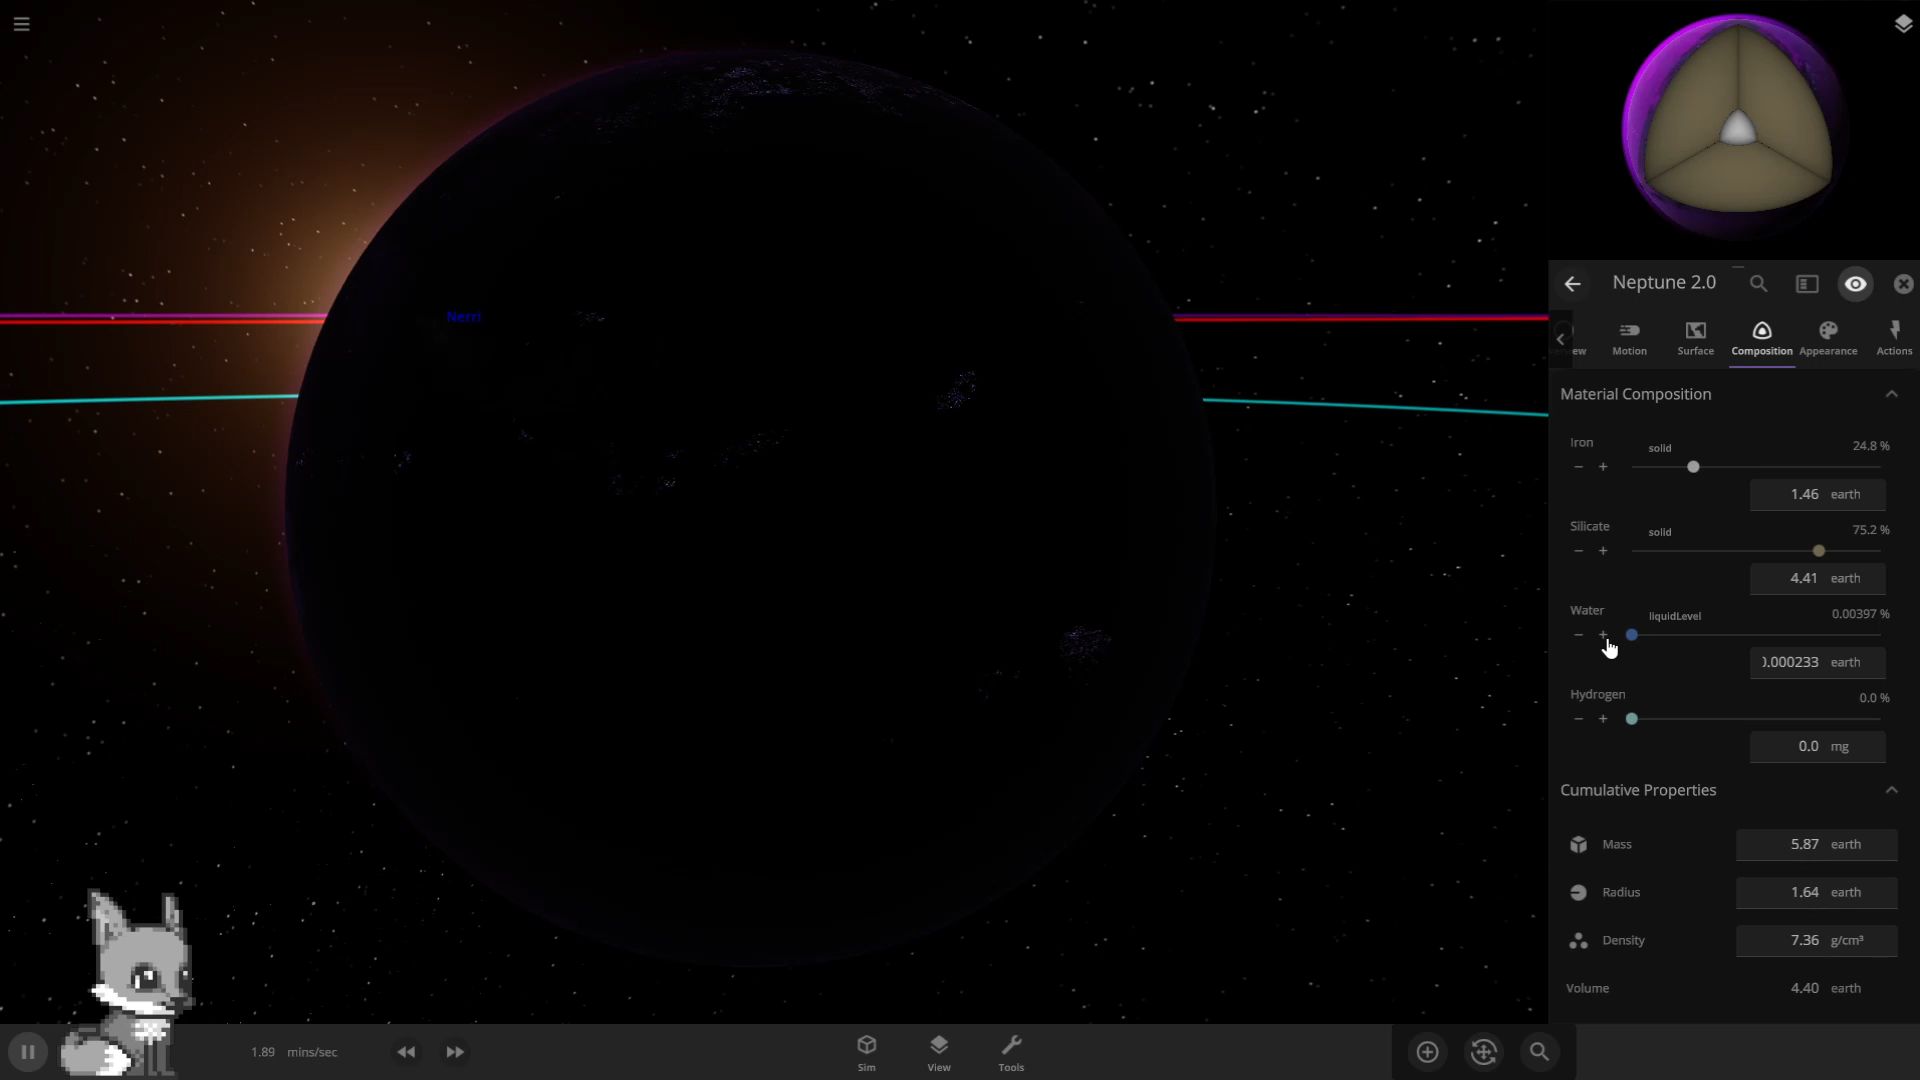 Neptune 2.0
ew
Motion
Surface
Composition
Appearance
Actions
Material Composition
Iron
solid
24.8 %
1.46 earth
Silicate
solid
75.2 %
4.41 earth
Water
liquidLevel
0.00397 %
0.000233 earth
Hydrogen
0.0 %
0.0 mg
Cumulative Properties
Mass
5.87 earth
Radius
1.64 earth
Density
7.36 g/cm³
Volume
4.40 earth
Nerri
1.89 mins/sec
Sim
View
Tools